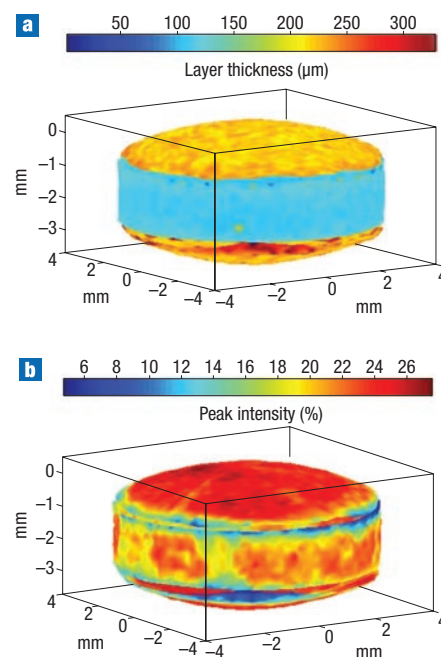 a
50 100 150 200 250 300
Layer thickness (µm)
0
–1
–2
–3
mm
4 2 0 –2 –4 –4 –2 0 2 4
mm mm
b
6 8 10 12 14 16 18 20 22 24 26
Peak intensity (%)
0
–1
–2
–3
mm
4 2 0 –2 –4 –4 –2 0 2 4
mm mm